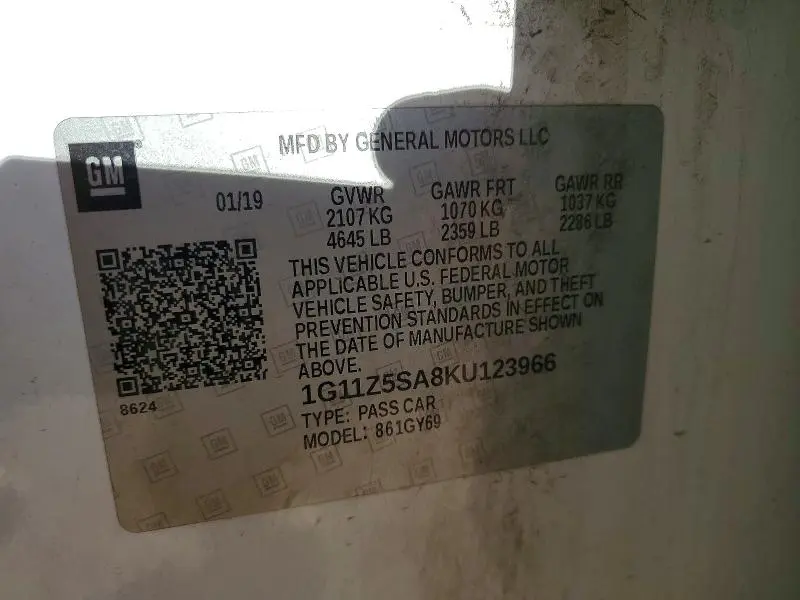 MFD BY GENERAL MOTORS LLC
GM
01/19
GVWR
2107 KG
4645 LB
GAWR FRT
1070 KG
2359 LB
GAWR RR
1037 KG
2286 LB
THIS VEHICLE CONFORMS TO ALL
APPLICABLE U.S. FEDERAL MOTOR
VEHICLE SAFETY, BUMPER, AND THEFT
PREVENTION STANDARDS IN EFFECT ON
THE DATE OF MANUFACTURE SHOWN
ABOVE.
8624
1G11Z5SA8KU123966
TYPE: PASS CAR
MODEL: 861GY69